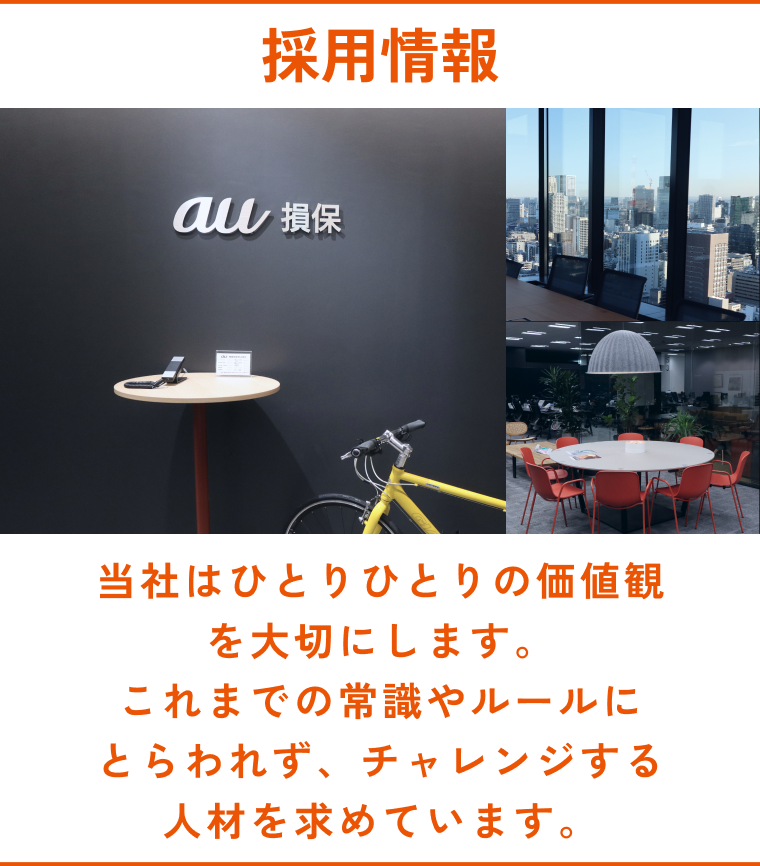 採用情報
au 損保
当社はひとりひとりの価値観
を大切にします。
これまでの常識やルールに
とらわれず、チャレンジする
人材を求めています。